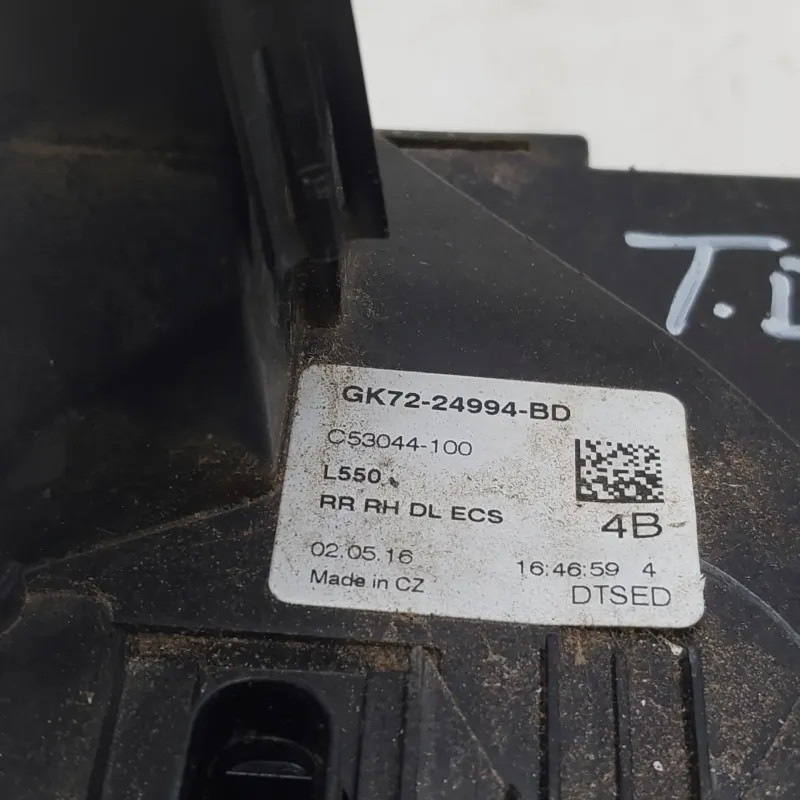 T.
GK72-24994-BD
C53044-100
L550
RR RH DL ECS
4B
02.05.16
16:46:59 4
Made in CZ
DTSED